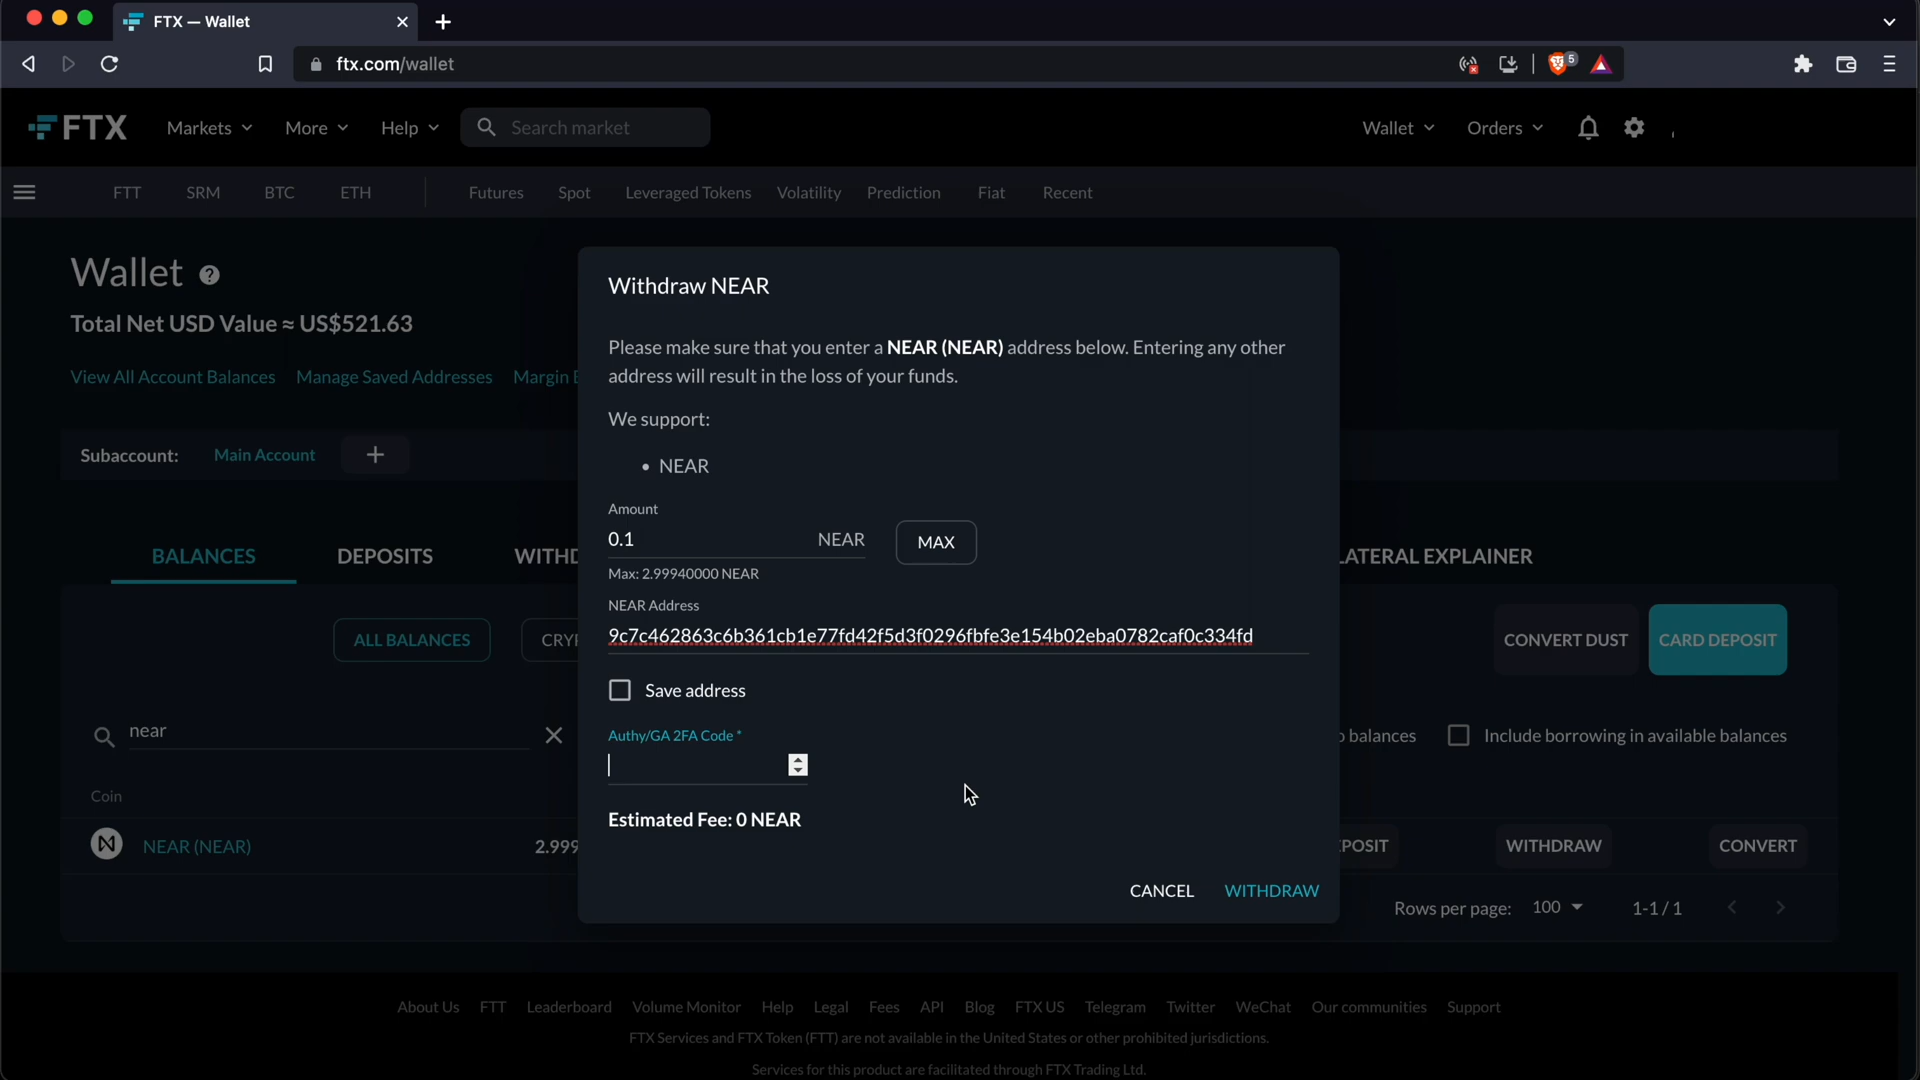 FTX — Wallet
ftx.com/wallet
5
FTX
Markets
More
Help
Search market
Wallet
Orders
FTT
SRM
BTC
ETH
Futures
Spot
Leveraged Tokens
Volatility
Prediction
Fiat
Recent
Wallet
Total Net USD Value ≈ US$521.63
View All Account Balances
Manage Saved Addresses
Margin
Subaccount:
Main Account
+
BALANCES
DEPOSITS
WITHD
LATERAL EXPLAINER
ALL BALANCES
CRY
CONVERT DUST
CARD DEPOSIT
near
balances
Include borrowing in available balances
Coin
NEAR (NEAR)
2.999
POSIT
WITHDRAW
CONVERT
Rows per page:
100
1-1 / 1
Withdraw NEAR
Please make sure that you enter a NEAR (NEAR) address below. Entering any other
address will result in the loss of your funds.
We support:
• NEAR
Amount
0.1 NEAR
MAX
Max: 2.99940000 NEAR
NEAR Address
9c7c462863c6b361cb1e77fd42f5d3f0296fbfe3e154b02eba0782caf0c334fd
Save address
Authy/GA 2FA Code *
Estimated Fee: 0 NEAR
CANCEL
WITHDRAW
About Us
FTT
Leaderboard
Volume Monitor
Help
Legal
Fees
API
Blog
FTX US
Telegram
Twitter
WeChat
Our communities
Support
FTX Services and FTX Token (FTT) are not available in the United States or other prohibited jurisdictions.
Services for this product are facilitated through FTX Trading Ltd.